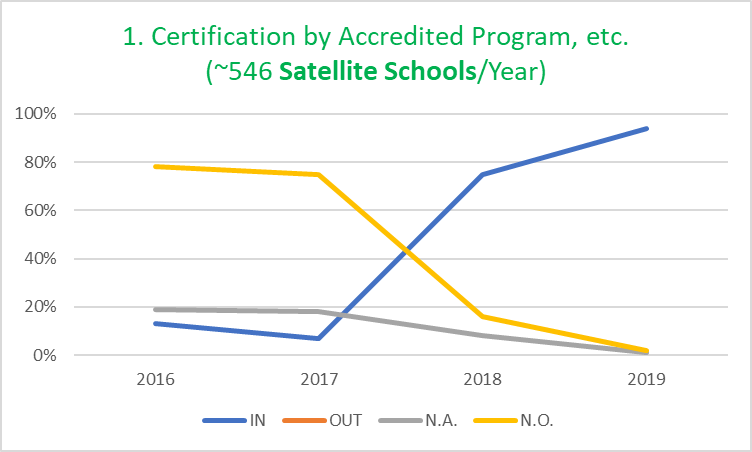 1. Certification by Accredited Program, etc.
(~546 Satellite Schools/Year)
100%
80%
60%
40%
20%
0%
2016 2017 2018 2019
IN OUT N.A. N.O.